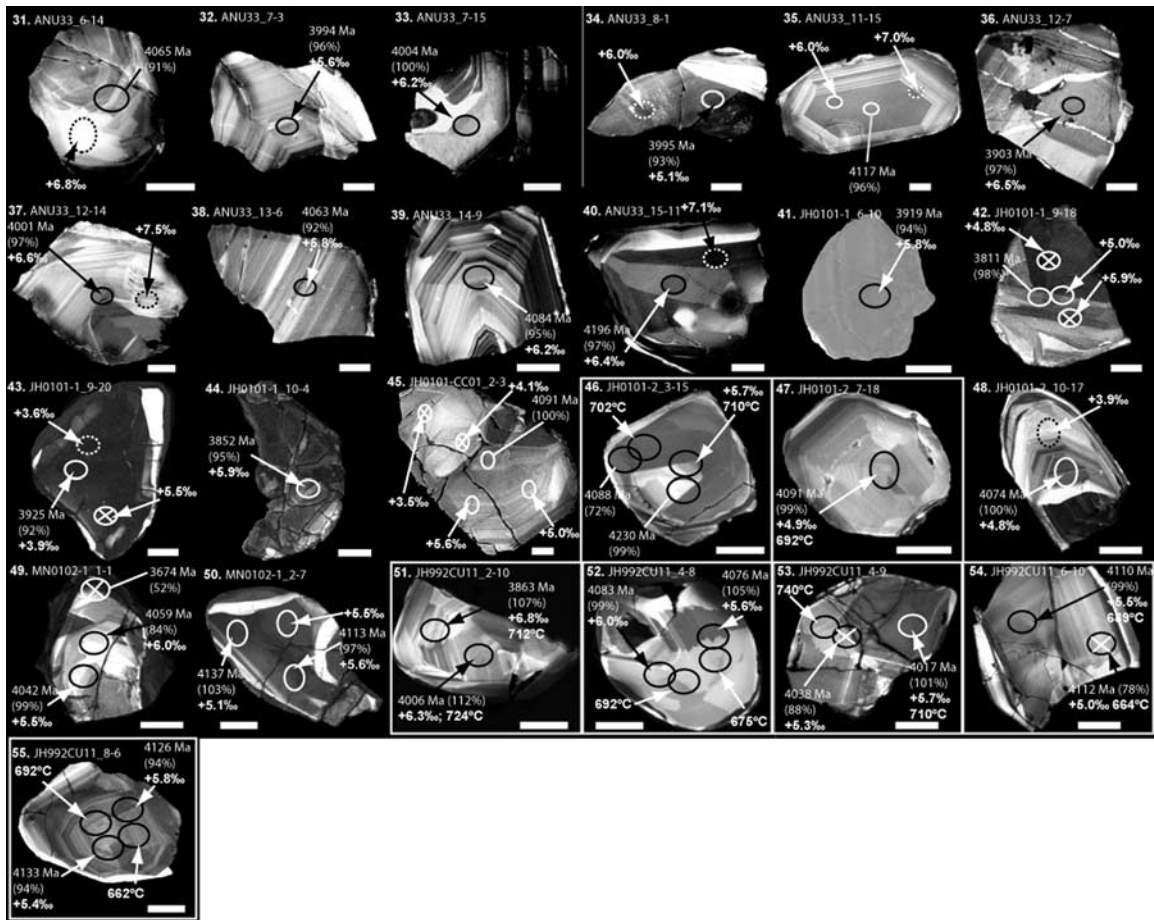 31. ANU33_6-14
4065 Ma
(91%)
+6.8‰
32. ANU33_7-3
3994 Ma
(96%)
+5.6‰
33. ANU33_7-15
4004 Ma
(100%)
+6.2‰
34. ANU33_8-1
+6.0‰
3995 Ma
(93%)
+5.1‰
35. ANU33_11-15
+7.0‰
+6.0‰
4117 Ma
(96%)
36. ANU33_12-7
3903 Ma
(97%)
+6.5‰
37. ANU33_12-14
4001 Ma
(97%)
+6.6‰
+7.5‰
38. ANU33_13-6
4063 Ma
(92%)
+5.8‰
39. ANU33_14-9
4084 Ma
(95%)
+6.2‰
40. ANU33_15-11
+7.1‰
4196 Ma
(97%)
+6.4‰
41. JH0101-1_6-10
3919 Ma
(94%)
+5.8‰
42. JH0101-1_9-18
+4.8‰
+5.0‰
3811 Ma
(98%)
+5.9‰
43. JH0101-1_9-20
+3.6‰
+5.5‰
3925 Ma
(92%)
+3.9‰
44. JH0101-1_10-4
3852 Ma
(95%)
+5.9‰
45. JH0101-CC01_2-3
+4.1‰
4091 Ma
(100%)
+3.5‰
+5.0‰
+5.6‰
46. JH0101-2_3-15
+5.7‰
702ºC
710ºC
4088 Ma
(72%)
4230 Ma
(99%)
47. JH0101-2_7-18
4091 Ma
(99%)
+4.9‰
692ºC
48. JH0101-2_10-17
+3.9‰
4074 Ma
(100%)
+4.8‰
49. MN0102-1_1-1
3674 Ma
(52%)
4059 Ma
(84%)
+6.0‰
4042 Ma
(99%)
+5.5‰
50. MN0102-1_2-7
+5.5‰
4113 Ma
(97%)
+5.6‰
4137 Ma
(103%)
+5.1‰
51. JH992CU11_2-10
3863 Ma
(107%)
+6.8‰
712ºC
4006 Ma (112%)
+6.3‰; 724ºC
52. JH992CU11_4-8
4083 Ma
(99%)
+6.0‰
4076 Ma
(105%)
+5.6‰
692ºC
675ºC
53. JH992CU11_4-9
740ºC
4017 Ma
(101%)
+5.7‰
710ºC
4038 Ma
(88%)
+5.3‰
54. JH992CU11_6-10
4110 Ma
(99%)
+5.5‰
689ºC
4112 Ma (78%)
+5.0‰ 664ºC
55. JH992CU11_8-6
4126 Ma
(94%)
+5.8‰
692ºC
4133 Ma
(94%)
+5.4‰
662ºC